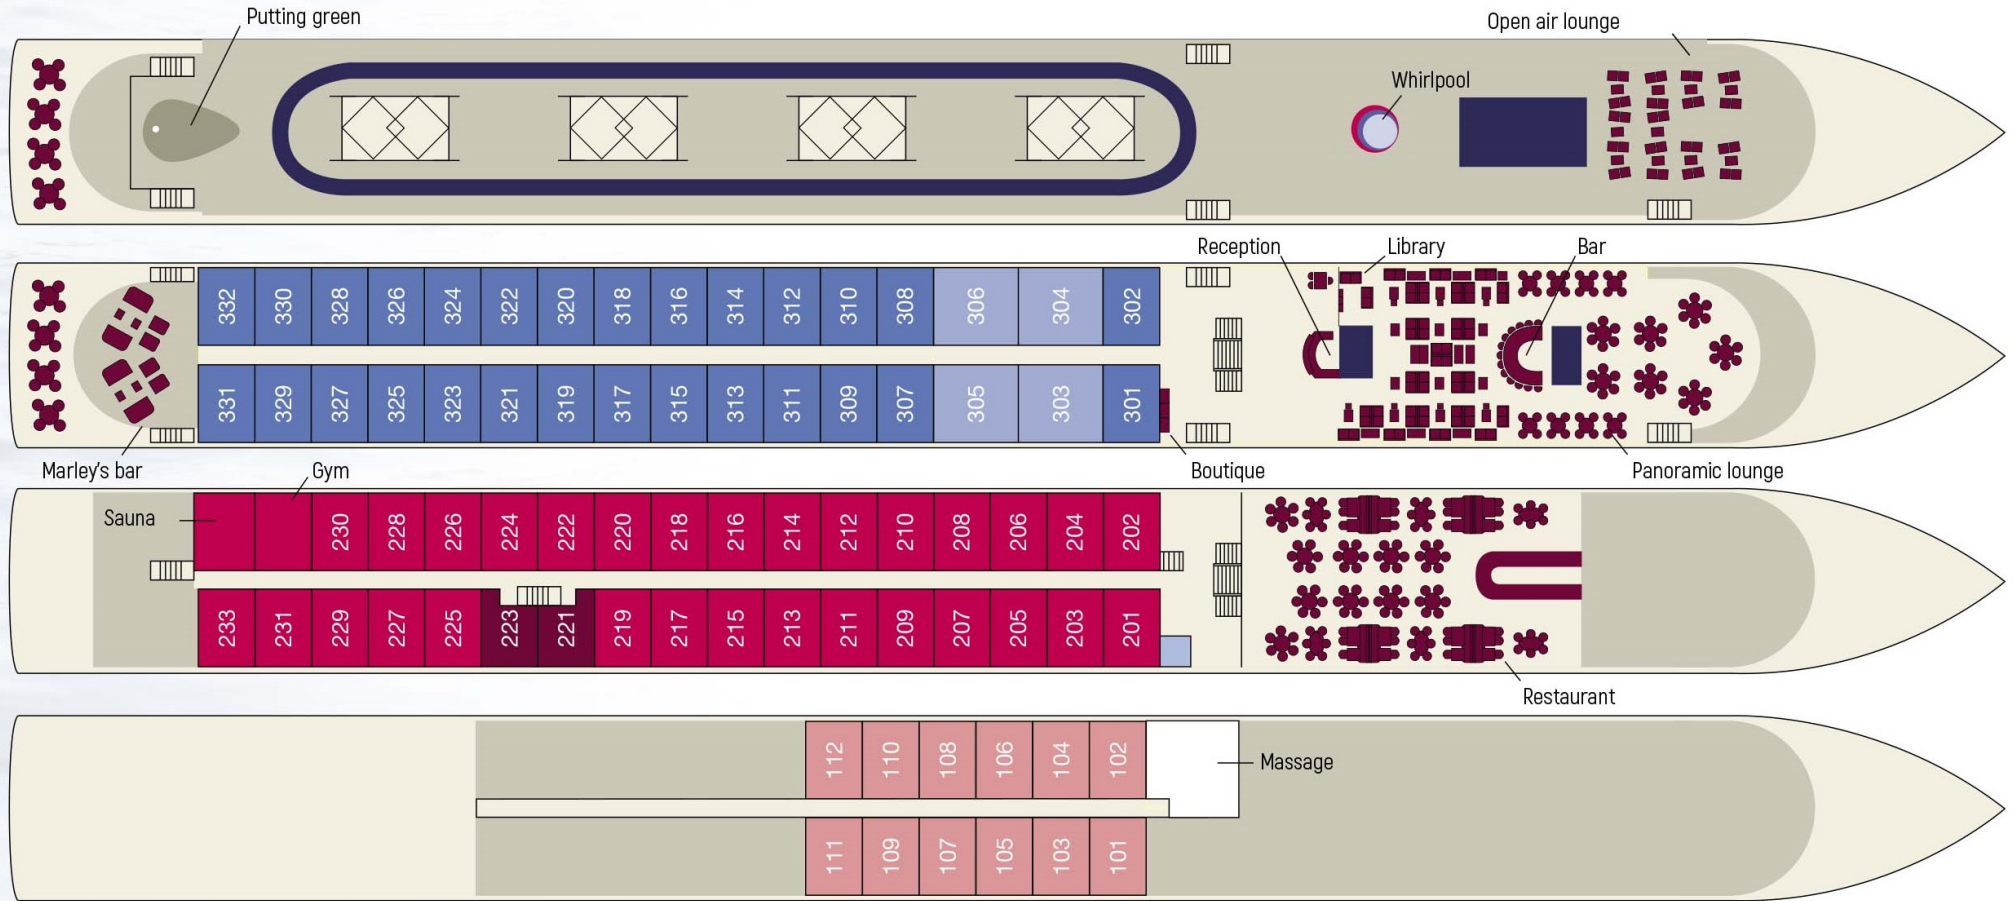 Putting green
Open air lounge
Whirlpool
Reception
Library
Bar
332 330 328 326 324 322 320 318 316 314 312 310 308 306 304 302
331 329 327 325 323 321 319 317 315 313 311 309 307 305 303 301
Marley's bar
Gym
Boutique
Panoramic lounge
Sauna
230 228 226 224 222 220 218 216 214 212 210 208 206 204 202
233 231 229 227 225 223 221 219 217 215 213 211 209 207 205 203 201
Restaurant
112 110 108 106 104 102
Massage
111 109 107 105 103 101